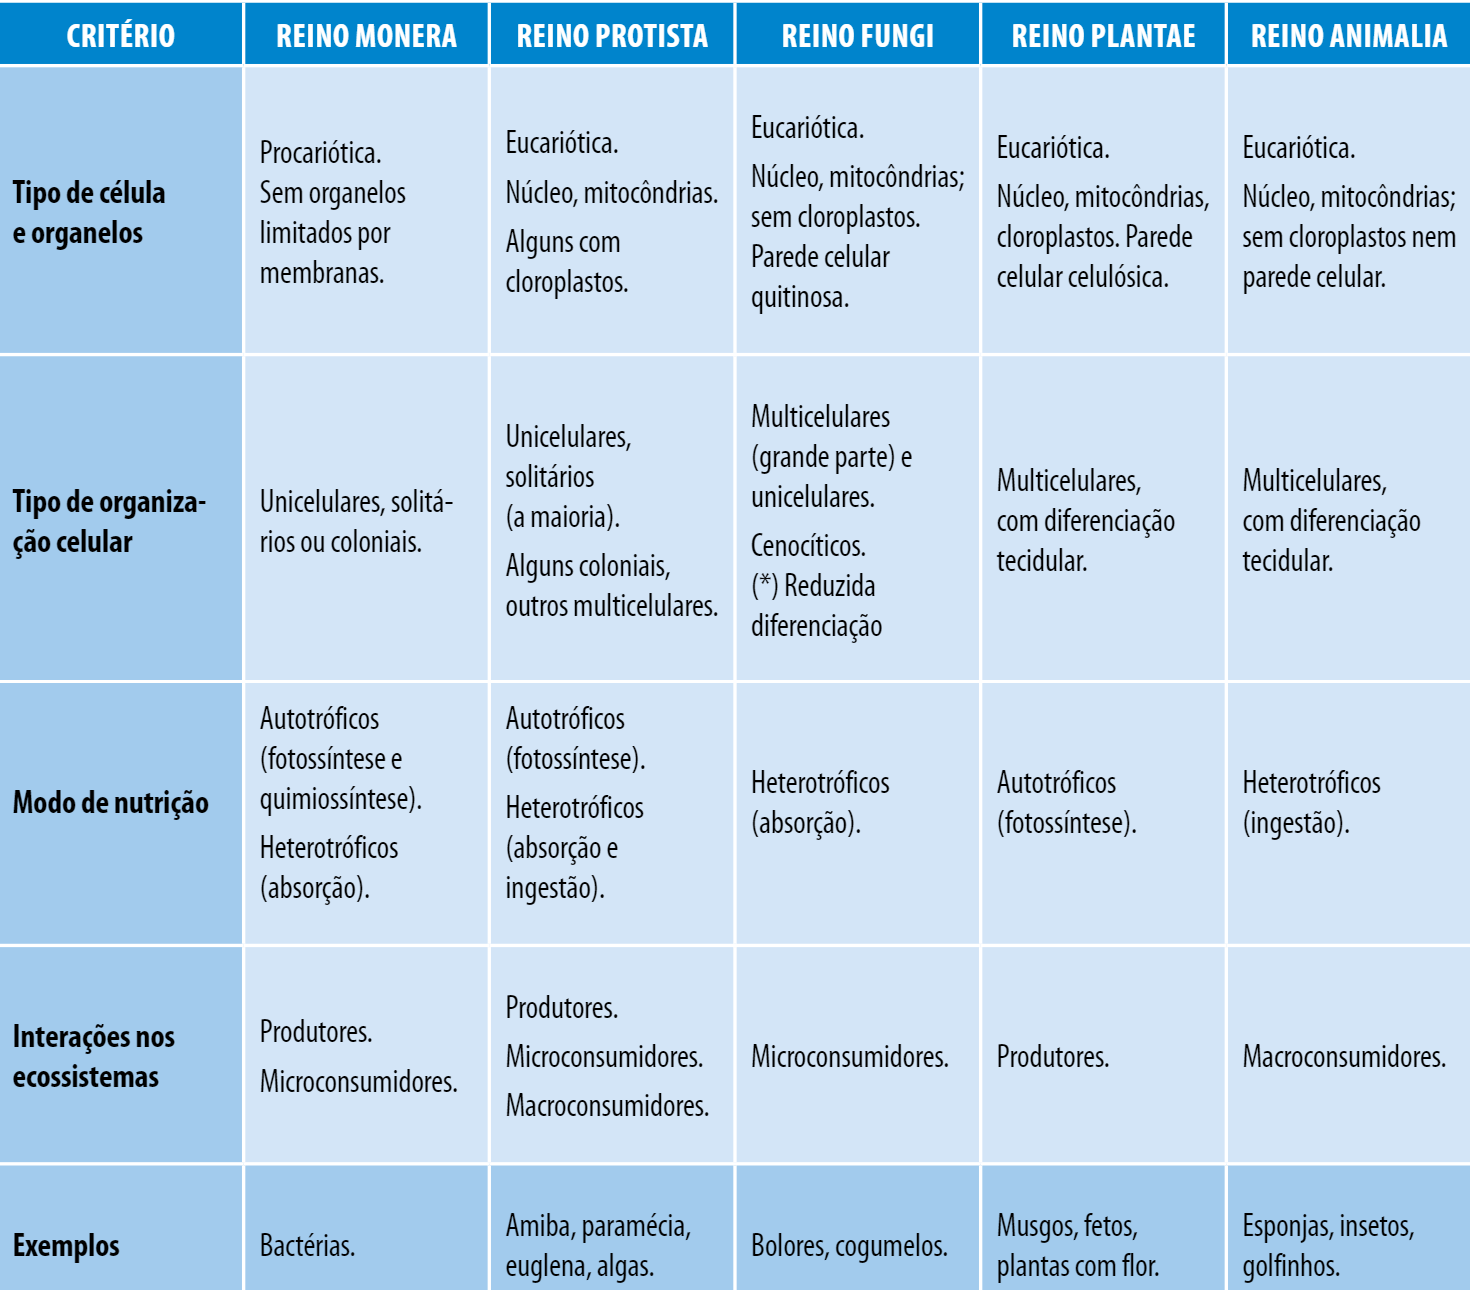 CRITÉRIO
REINO MONERA
REINO PROTISTA
REINO FUNGI
REINO PLANTAE
REINO ANIMALIA
Tipo de célula
e organelos
Procariótica.
Sem organelos
limitados por
membranas.
Eucariótica.
Núcleo, mitocôndrias.
Alguns com
cloroplastos.
Eucariótica.
Núcleo, mitocôndrias;
sem cloroplastos.
Parede celular
quitinosa.
Eucariótica.
Núcleo, mitocôndrias,
cloroplastos. Parede
celular celulósica.
Eucariótica.
Núcleo, mitocôndrias;
sem cloroplastos nem
parede celular.
Tipo de organiza-
ção celular
Unicelulares, solitá-
rios ou coloniais.
Unicelulares,
solitários
(a maioria).
Alguns coloniais,
outros multicelulares.
Multicelulares
(grande parte) e
unicelulares.
Cenocíticos.
(*) Reduzida
diferenciação
Multicelulares,
com diferenciação
tecidular.
Multicelulares,
com diferenciação
tecidular.
Modo de nutrição
Autotróficos
(fotossíntese e
quimiossíntese).
Heterotróficos
(absorção).
Autotróficos
(fotossíntese).
Heterotróficos
(absorção e
ingestão).
Heterotróficos
(absorção).
Autotróficos
(fotossíntese).
Heterotróficos
(ingestão).
Interações nos
ecossistemas
Produtores.
Microconsumidores.
Produtores.
Microconsumidores.
Macroconsumidores.
Microconsumidores.
Produtores.
Macroconsumidores.
Exemplos
Bactérias.
Amiba, paramécia,
euglena, algas.
Bolores, cogumelos.
Musgos, fetos,
plantas com flor.
Esponjas, insetos,
golfinhos.